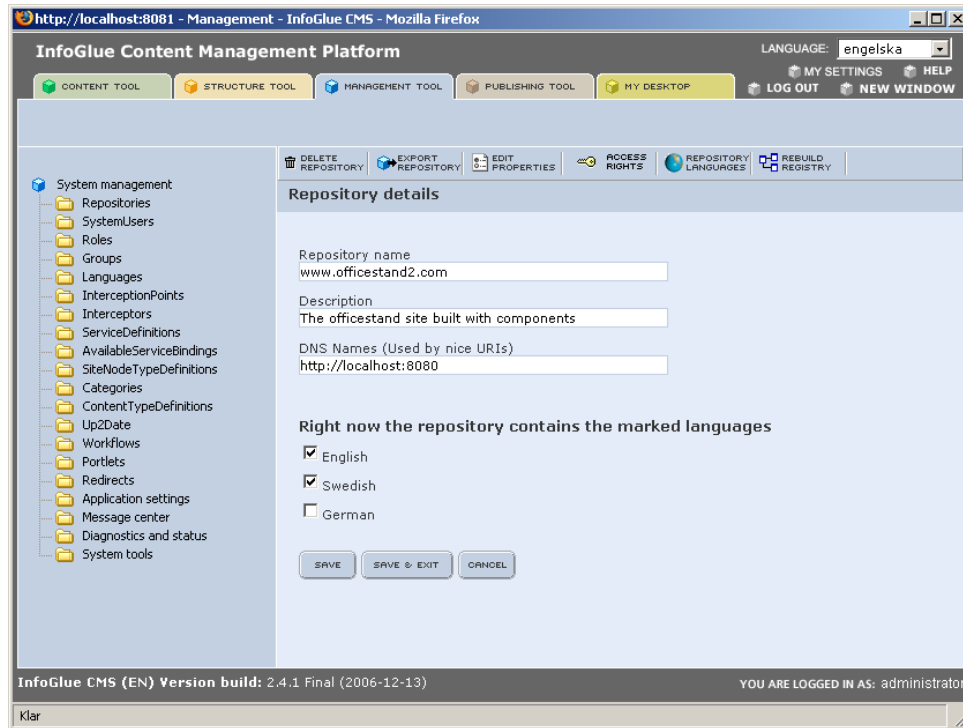 http://localhost:8081 - Management - InfoGlue CMS - Mozilla Firefox
InfoGlue Content Management Platform
LANGUAGE: engelska
MY SETTINGS HELP
LOG OUT NEW WINDOW
CONTENT TOOL STRUCTURE TOOL MANAGEMENT TOOL PUBLISHING TOOL MY DESKTOP
DELETE REPOSITORY EXPORT REPOSITORY EDIT PROPERTIES ACCESS RIGHTS REPOSITORY LANGUAGES REBUILD REGISTRY
System management
Repositories
SystemUsers
Roles
Groups
Languages
InterceptionPoints
Interceptors
ServiceDefinitions
AvailableServiceBindings
SiteNodeTypeDefinitions
Categories
ContentTypeDefinitions
Up2Date
Workflows
Portlets
Redirects
Application settings
Message center
Diagnostics and status
System tools
Repository details
Repository name
www.officestand2.com
Description
The officestand site built with components
DNS Names (Used by nice URIs)
http://localhost:8080
Right now the repository contains the marked languages
English
Swedish
German
SAVE SAVE & EXIT CANCEL
InfoGlue CMS (EN) Version build: 2.4.1 Final (2006-12-13)
YOU ARE LOGGED IN AS: administrator
Klar